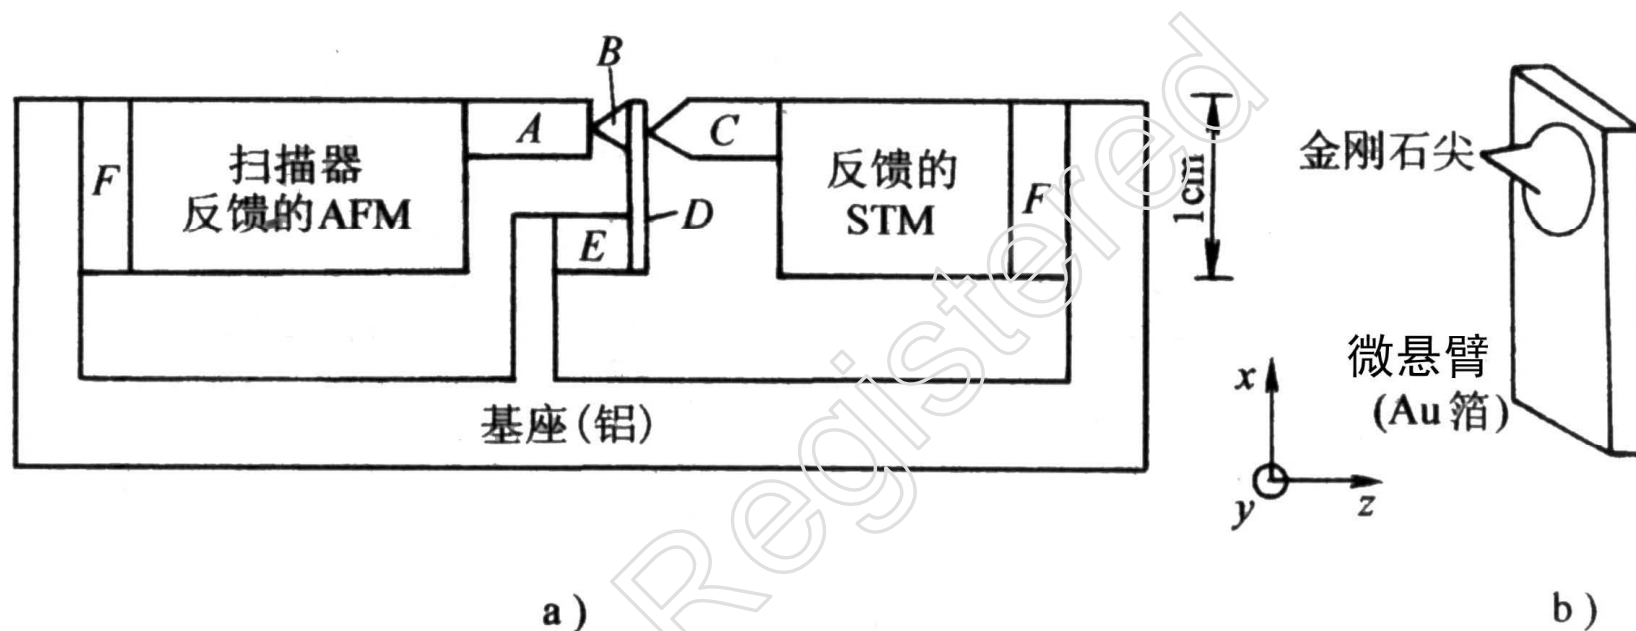 B
A
C
F
扫描器
反馈的AFM
反馈的
STM
F
E
D
1cm
基座(铝)
金刚石尖
微悬臂
(Au箔)
x
y
z
a)
b)
Registered